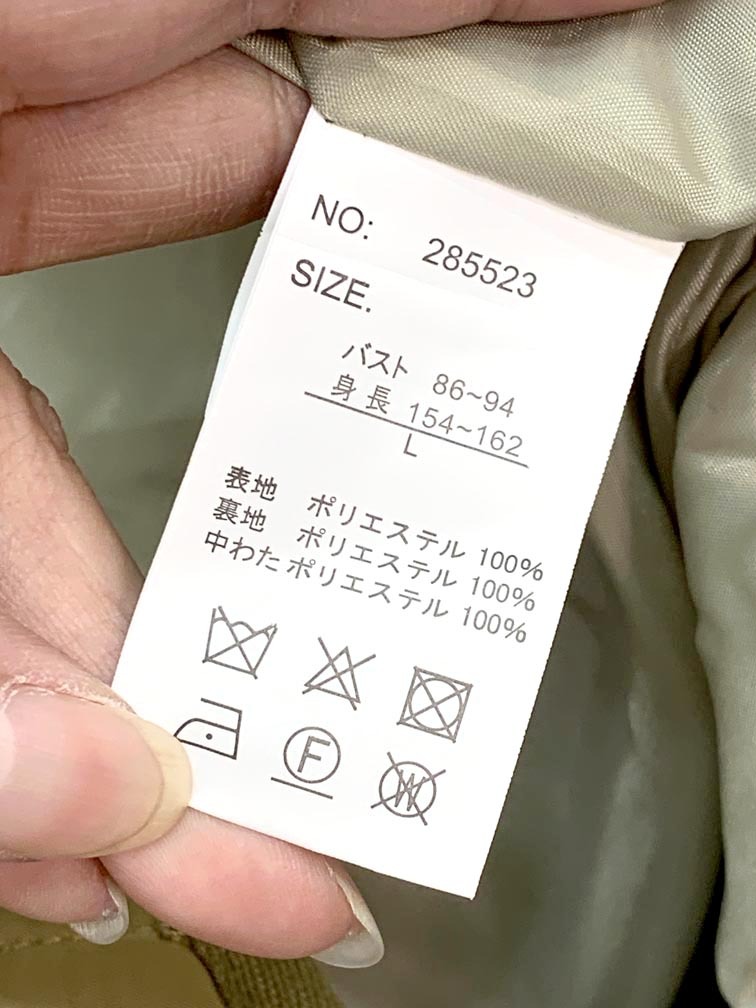 NO: 285523
SIZE.
バスト 86~94
身長 154~162
L
表地 ポリエステル 100%
裏地 ポリエステル 100%
中わた ポリエステル 100%
F W